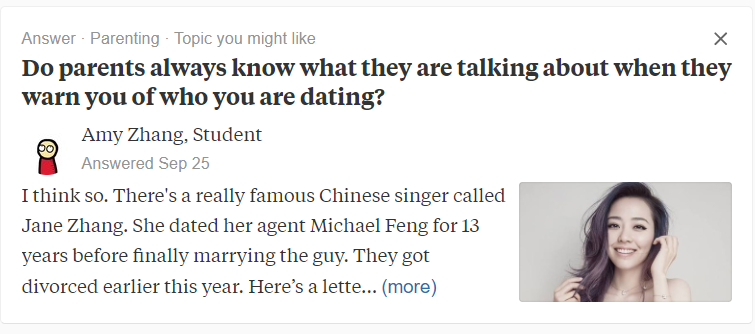 Answer · Parenting · Topic you might like
Do parents always know what they are talking about when they
warn you of who you are dating?
Amy Zhang, Student
Answered Sep 25
I think so. There's a really famous Chinese singer called
Jane Zhang. She dated her agent Michael Feng for 13
years before finally marrying the guy. They got
divorced earlier this year. Here’s a lette... (more)